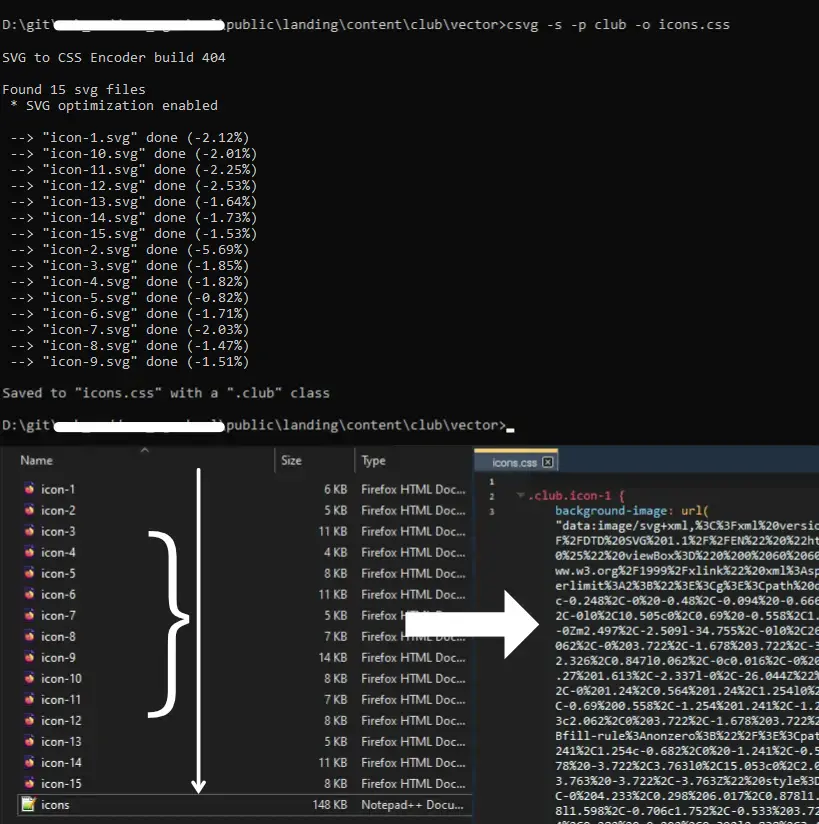 D:\git\ public\landing\content\club\vector>csvg -s -p club -o icons.css
SVG to CSS Encoder build 404
Found 15 svg files
* SVG optimization enabled
--> "icon-1.svg" done (-2.12%)
--> "icon-10.svg" done (-2.01%)
--> "icon-11.svg" done (-2.25%)
--> "icon-12.svg" done (-2.53%)
--> "icon-13.svg" done (-1.64%)
--> "icon-14.svg" done (-1.73%)
--> "icon-15.svg" done (-1.53%)
--> "icon-2.svg" done (-5.69%)
--> "icon-3.svg" done (-1.85%)
--> "icon-4.svg" done (-1.82%)
--> "icon-5.svg" done (-0.82%)
--> "icon-6.svg" done (-1.71%)
--> "icon-7.svg" done (-2.03%)
--> "icon-8.svg" done (-1.47%)
--> "icon-9.svg" done (-1.51%)
Saved to "icons.css" with a ".club" class
D:\git\ \public\landing\content\club\vector>
Name Size Type
icon-1 6 KB Firefox HTML Doc...
icon-2 5 KB Firefox HTML Doc...
icon-3 11 KB Firefox HTML Doc...
icon-4 4 KB Firefox HTML Doc...
icon-5 8 KB Firefox HTML Doc...
icon-6 11 KB Firefox HTML Doc...
icon-7 5 KB Firefox HTML Doc...
icon-8 7 KB Firefox HTML Doc...
icon-9 14 KB Firefox HTML Doc...
icon-10 8 KB Firefox HTML Doc...
icon-11 7 KB Firefox HTML Doc...
icon-12 8 KB Firefox HTML Doc...
icon-13 5 KB Firefox HTML Doc...
icon-14 11 KB Firefox HTML Doc...
icon-15 8 KB Firefox HTML Doc...
icons 148 KB Notepad++ Docu...
icons.css
1
2 .club.icon-1 {
3 background-image: url(
"data:image/svg+xml,%3C%3Fxml%20versio
F%2FDTD%20SVG%201.1%2F%2FEN%22%20%22ht
0%25%22%20viewBox%3D%220%200%2060%206
ww.w3.org%2F1999%2Fxlink%22%20xml%3Asp
erlimit%3A2%3B%22%3E%3Cg%3E%3Cpath%20d
c-0.248%2C-0%20-0.48%2C-0.094%20-0.666
2C-0l0%2C10.505c0%2C0.69%20-0.558%2C1.
-0Zm2.497%2C-2.509l-34.755%2C-0l0%2C26
062%2C-0%203.722%2C-1.678%203.722%2C-3
2.326%2C0.847l0.062%2C-0c0.016%2C-0%20
.27%201.613%2C-2.337l-0%2C-26.044Z%22%
2C-0%201.24%2C0.564%201.24%2C1.254l0%2
C-0.69%200.558%2C-1.254%201.241%2C-1.2
3c2.062%2C0%203.722%2C-1.678%203.722%2
Bfill-rule%3Anonzero%3B%22%2F%3E%3Cpat
241%2C1.254c-0.682%2C0%20-1.241%2C-0.5
78%20-3.722%2C3.763l0%2C15.053c0%2C2.0
3.763%20-3.722%2C-3.763Z%22%20style%3D
C-0%204.233%2C0.298%206.017%2C0.878l1.
8l1.598%2C-0.706c1.752%2C-0.533%203.72